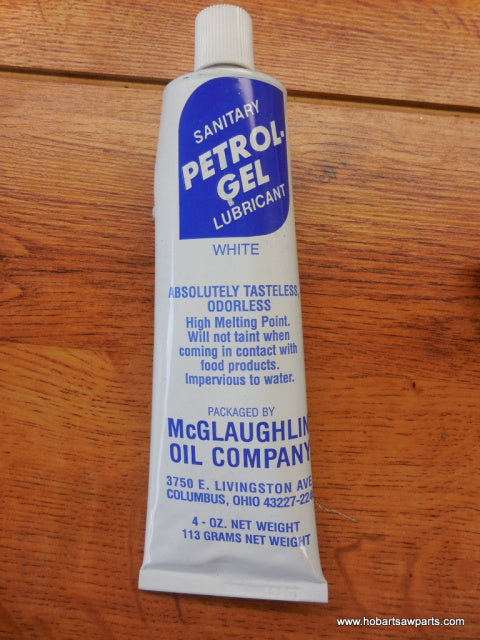 SANITARY
PETROL-
GEL
LUBRICANT
WHITE
ABSOLUTELY TASTELESS,
ODORLESS
High Melting Point.
Will not taint when
coming in contact with
food products.
Impervious to water.
PACKAGED BY
McGLAUGHLIN
OIL COMPANY
3750 E. LIVINGSTON AVE
COLUMBUS, OHIO 43227-22
4 - OZ. NET WEIGHT
113 GRAMS NET WEIGHT
www.hobartsawparts.com